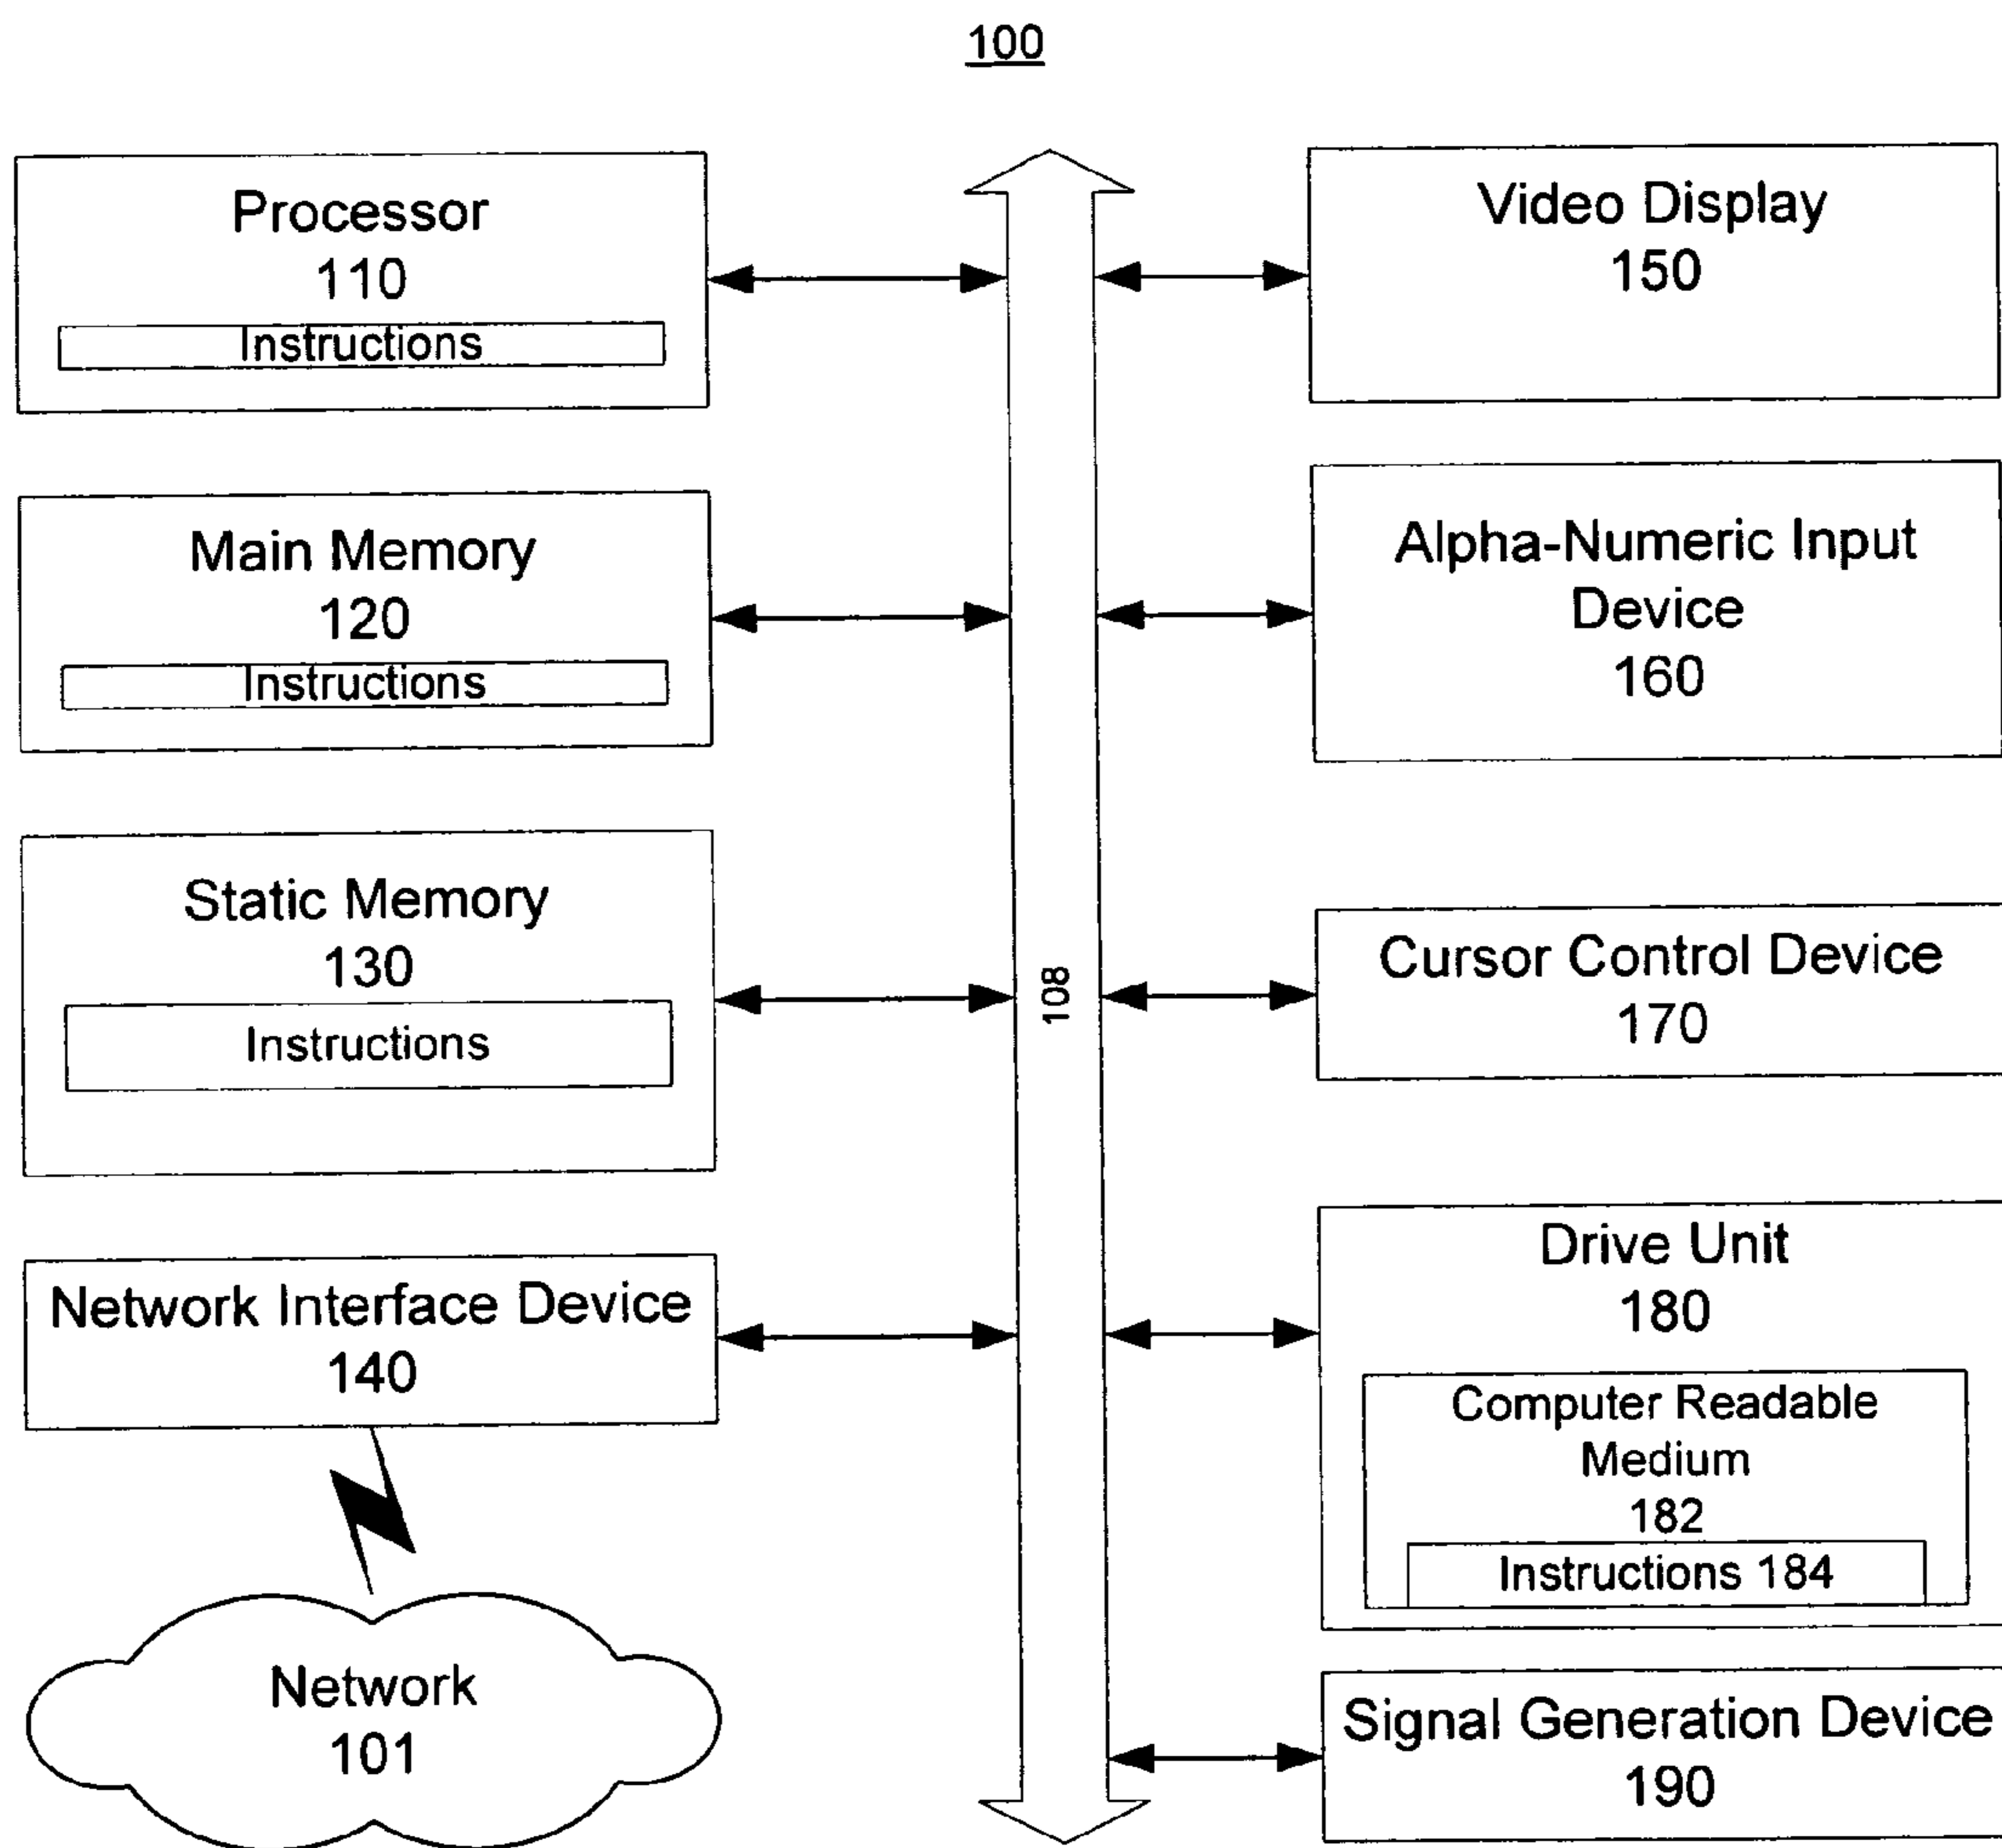 100
Processor
110
Instructions
Main Memory
120
Instructions
Static Memory
130
Instructions
Network Interface Device
140
Network
101
108
Video Display
150
Alpha-Numeric Input
Device
160
Cursor Control Device
170
Drive Unit
180
Computer Readable
Medium
182
Instructions 184
Signal Generation Device
190